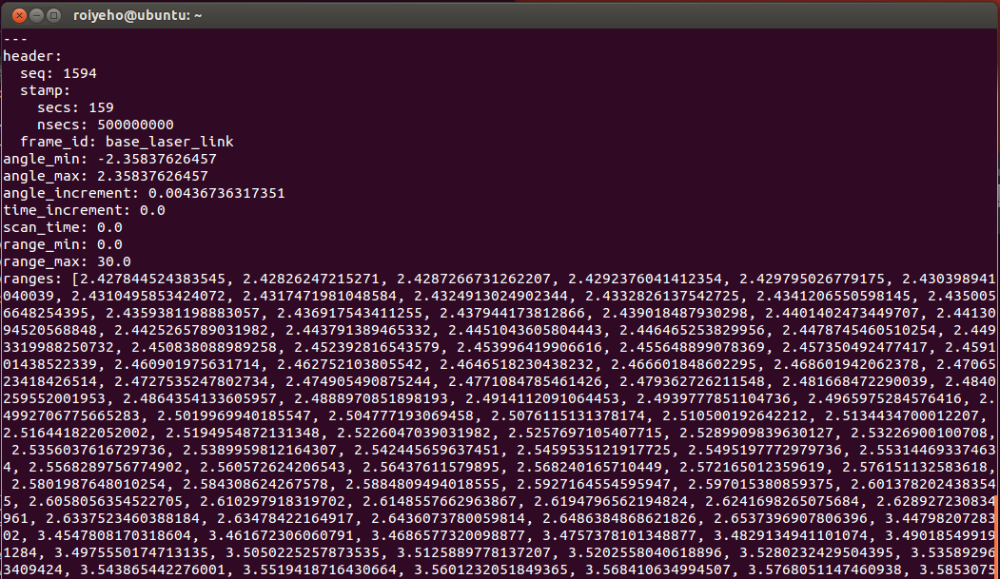 roiyeho@ubuntu: ~
---
header:
  seq: 1594
  stamp:
    secs: 159
    nsecs: 500000000
  frame_id: base_laser_link
angle_min: -2.35837626457
angle_max: 2.35837626457
angle_increment: 0.00436736317351
time_increment: 0.0
scan_time: 0.0
range_min: 0.0
range_max: 30.0
ranges: [2.427844524383545, 2.42826247215271, 2.4287266731262207, 2.4292376041412354, 2.429795026779175, 2.430398941
040039, 2.4310495853424072, 2.4317471981048584, 2.4324913024902344, 2.4332826137542725, 2.4341206550598145, 2.435005
6648254395, 2.4359381198883057, 2.436917543411255, 2.437944173812866, 2.439018487930298, 2.4401402473449707, 2.44130
94520568848, 2.4425265789031982, 2.443791389465332, 2.4451043605804443, 2.446465253829956, 2.4478745460510254, 2.449
3319988250732, 2.450838088989258, 2.452392816543579, 2.453996419906616, 2.455648899078369, 2.457350492477417, 2.4591
01438522339, 2.460901975631714, 2.462752103805542, 2.4646518230438232, 2.466601848602295, 2.468601942062378, 2.47065
23418426514, 2.4727535247802734, 2.474905490875244, 2.4771084785461426, 2.479362726211548, 2.481668472290039, 2.4840
259552001953, 2.4864354133605957, 2.4888970851898193, 2.4914112091064453, 2.4939777851104736, 2.4965975284576416, 2.
4992706775665283, 2.5019969940185547, 2.504777193069458, 2.5076115131378174, 2.510500192642212, 2.5134434700012207,
2.516441822052002, 2.5194954872131348, 2.5226047039031982, 2.5257697105407715, 2.5289909839630127, 2.53226900100708,
 2.5356037616729736, 2.5389959812164307, 2.542445659637451, 2.54595351219177​25, 2.5495197772979736, 2.55314469337463
4, 2.5568289756774902, 2.560572624206543, 2.56437611579895, 2.568240165710449, 2.572165012359619, 2.576151132583618,
 2.5801987648010254, 2.584308624267578, 2.5884809494018555, 2.5927164554595947, 2.597015380859375, 2.601378202438354
5, 2.6058056354522705, 2.610297918319702, 2.6148557662963867, 2.6194796562194824, 2.6241698265075684, 2.628927230834
961, 2.6337523460388184, 2.63478422164917, 2.6436073780059814, 2.6486384868621826, 2.6537396907806396, 3.44798207283
02, 3.4547808170318604, 3.461672306060791, 3.4686577320098877, 3.4757378101348877, 3.4829134941101074, 3.49018549919
1284, 3.4975550174713135, 3.5050225257873535, 3.5125889778137207, 3.5202558040618896, 3.5280232429504395, 3.53589296
3409424, 3.543865442276001, 3.5519418716430664, 3.5601232051849365, 3.568410634994507, 3.5768051147460938, 3.5853075